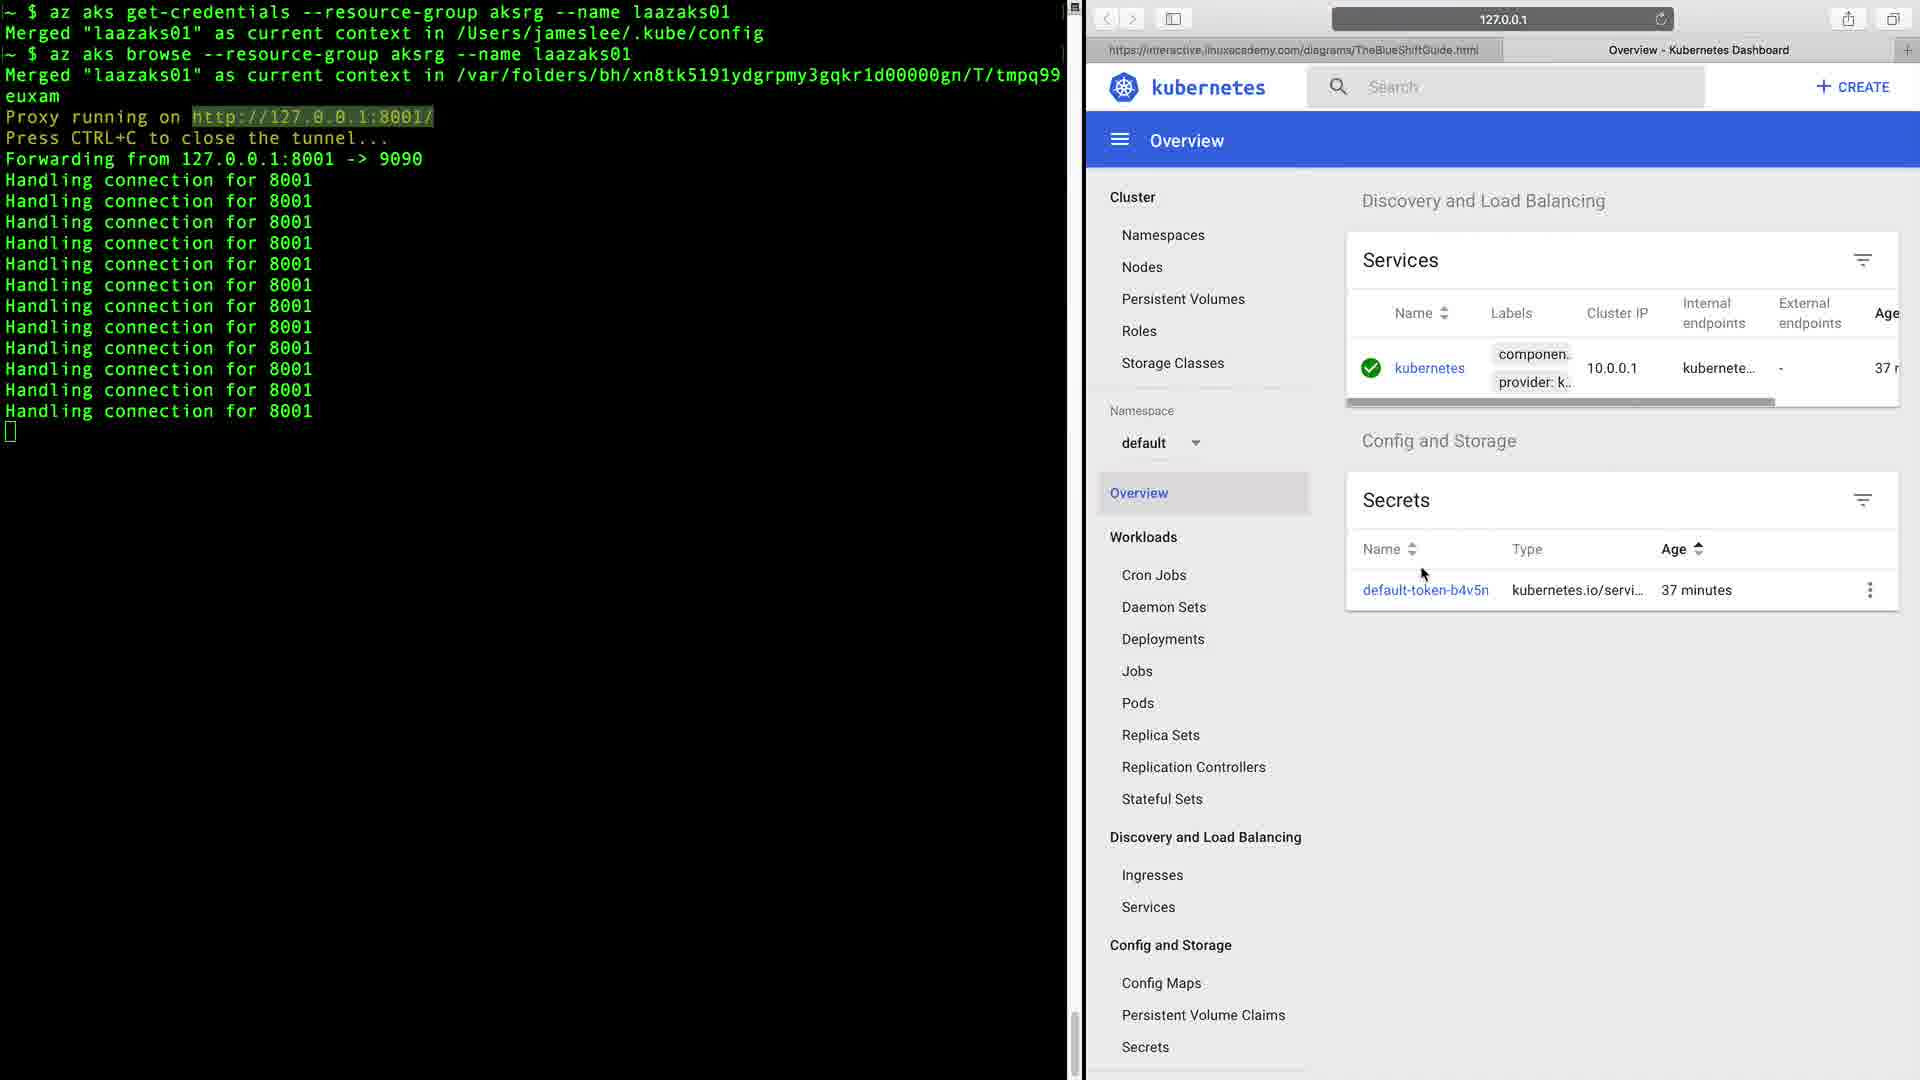 ~ $ az aks get-credentials --resource-group aksrg --name laazaks01
Merged "laazaks01" as current context in /Users/jameslee/.kube/config
~ $ az aks browse --resource-group aksrg --name laazaks01
Merged "laazaks01" as current context in /var/folders/bh/xn8tk5191ydgrpmy3gqkr1d00000gn/T/tmpq99
euxam
Proxy running on http://127.0.0.1:8001/
Press CTRL+C to close the tunnel...
Forwarding from 127.0.0.1:8001 -> 9090
Handling connection for 8001
Handling connection for 8001
Handling connection for 8001
Handling connection for 8001
Handling connection for 8001
Handling connection for 8001
Handling connection for 8001
Handling connection for 8001
Handling connection for 8001
Handling connection for 8001
Handling connection for 8001
Handling connection for 8001
127.0.0.1
https://interactive.linuxacademy.com/diagrams/TheBlueShiftGuide.html
Overview - Kubernetes Dashboard
kubernetes
Search
+ CREATE
Overview
Cluster
Namespaces
Nodes
Persistent Volumes
Roles
Storage Classes
Namespace
default
Overview
Workloads
Cron Jobs
Daemon Sets
Deployments
Jobs
Pods
Replica Sets
Replication Controllers
Stateful Sets
Discovery and Load Balancing
Ingresses
Services
Config and Storage
Config Maps
Persistent Volume Claims
Secrets
Discovery and Load Balancing
Services
Name Labels Cluster IP Internal endpoints External endpoints Age
kubernetes componen.. provider: k.. 10.0.0.1 kubernete... - 37
Config and Storage
Secrets
Name Type Age
default-token-b4v5n kubernetes.io/servi... 37 minutes